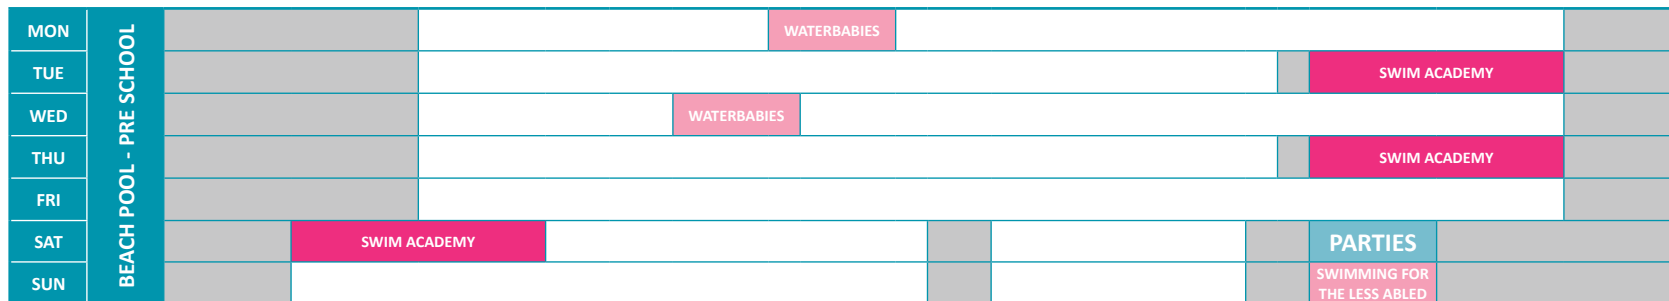 BEACH POOL - PRE SCHOOL
MON
WATERBABIES
TUE
SWIM ACADEMY
WED
WATERBABIES
THU
SWIM ACADEMY
FRI
SAT
SWIM ACADEMY
PARTIES
SUN
SWIMMING FOR
THE LESS ABLED